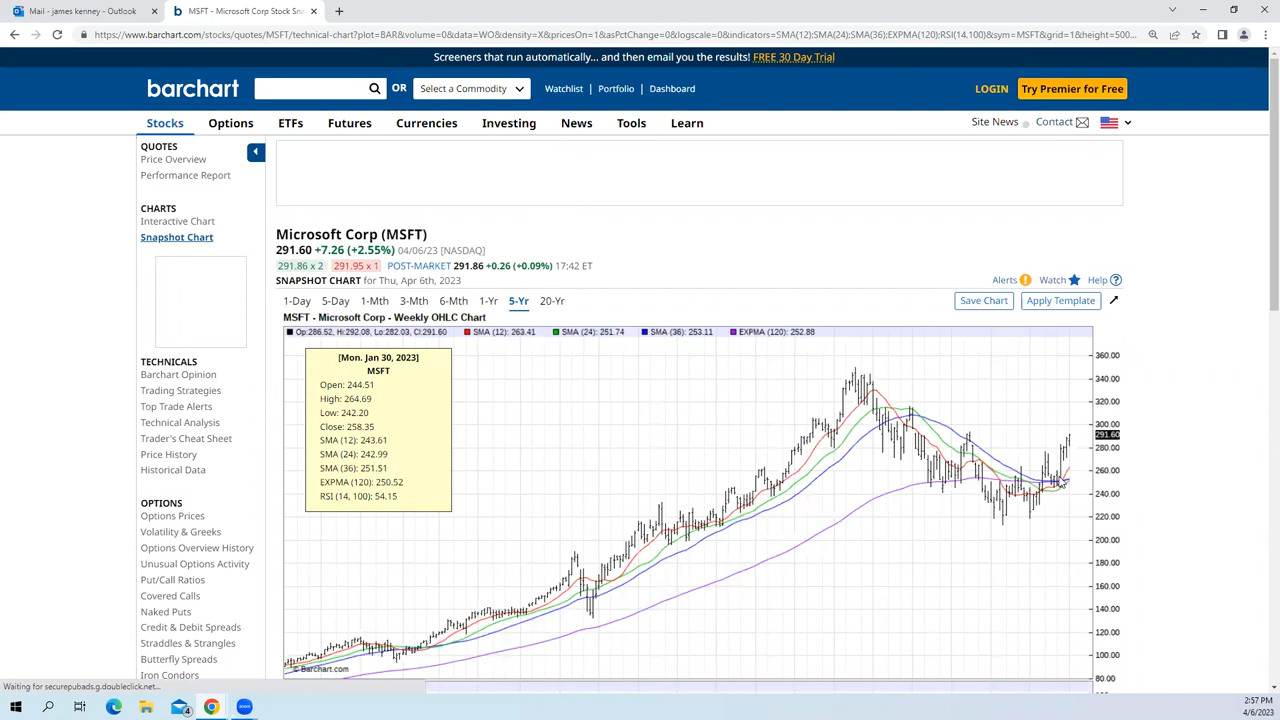 Mail - james kenney - Outlook
MSFT - Microsoft Corp Stock Sna
https://www.barchart.com/stocks/quotes/MSFT/technical-chart?plot=BAR&volume=0&data=WO&density=X&pricesOn=1&asPctChange=0&logscale=0&indicators=SMA(12);SMA(24);SMA(36);EXPMA(120);RSI(14,100)&sym=MSFT&grid=1&height=500...
Screeners that run automatically... and then email you the results! FREE 30 Day Trial
barchart
OR
Select a Commodity
Watchlist
Portfolio
Dashboard
LOGIN
Try Premier for Free
Stocks
Options
ETFs
Futures
Currencies
Investing
News
Tools
Learn
Site News
Contact
QUOTES
Price Overview
Performance Report
CHARTS
Interactive Chart
Snapshot Chart
TECHNICALS
Barchart Opinion
Trading Strategies
Top Trade Alerts
Technical Analysis
Trader's Cheat Sheet
Price History
Historical Data
OPTIONS
Options Prices
Volatility & Greeks
Options Overview History
Unusual Options Activity
Put/Call Ratios
Covered Calls
Naked Puts
Credit & Debit Spreads
Straddles & Strangles
Butterfly Spreads
Iron Condors
Microsoft Corp (MSFT)
291.60 +7.26 (+2.55%) 04/06/23 [NASDAQ]
291.86 x 2 291.95 x 1 POST-MARKET 291.86 +0.26 (+0.09%) 17:42 ET
SNAPSHOT CHART for Thu, Apr 6th, 2023
Alerts
Watch
Help
1-Day 5-Day 1-Mth 3-Mth 6-Mth 1-Yr 5-Yr 20-Yr
Save Chart
Apply Template
MSFT - Microsoft Corp - Weekly OHLC Chart
Op:286.52, Hi:292.08, Lo:282.03, Cl:291.60 SMA (12): 263.41 SMA (24): 251.74 SMA (36): 253.11 EXPMA (120): 252.88
[Mon. Jan 30, 2023]
MSFT
Open: 244.51
High: 264.69
Low: 242.20
Close: 258.35
SMA (12): 243.61
SMA (24): 242.99
SMA (36): 251.51
EXPMA (120): 250.52
RSI (14, 100): 54.15
360.00
340.00
320.00
300.00
291.60
280.00
260.00
240.00
220.00
200.00
180.00
160.00
140.00
120.00
100.00
80.00
© Barchart.com
Waiting for securepubads.g.doubleclick.net...
4
2:57 PM
4/6/2023